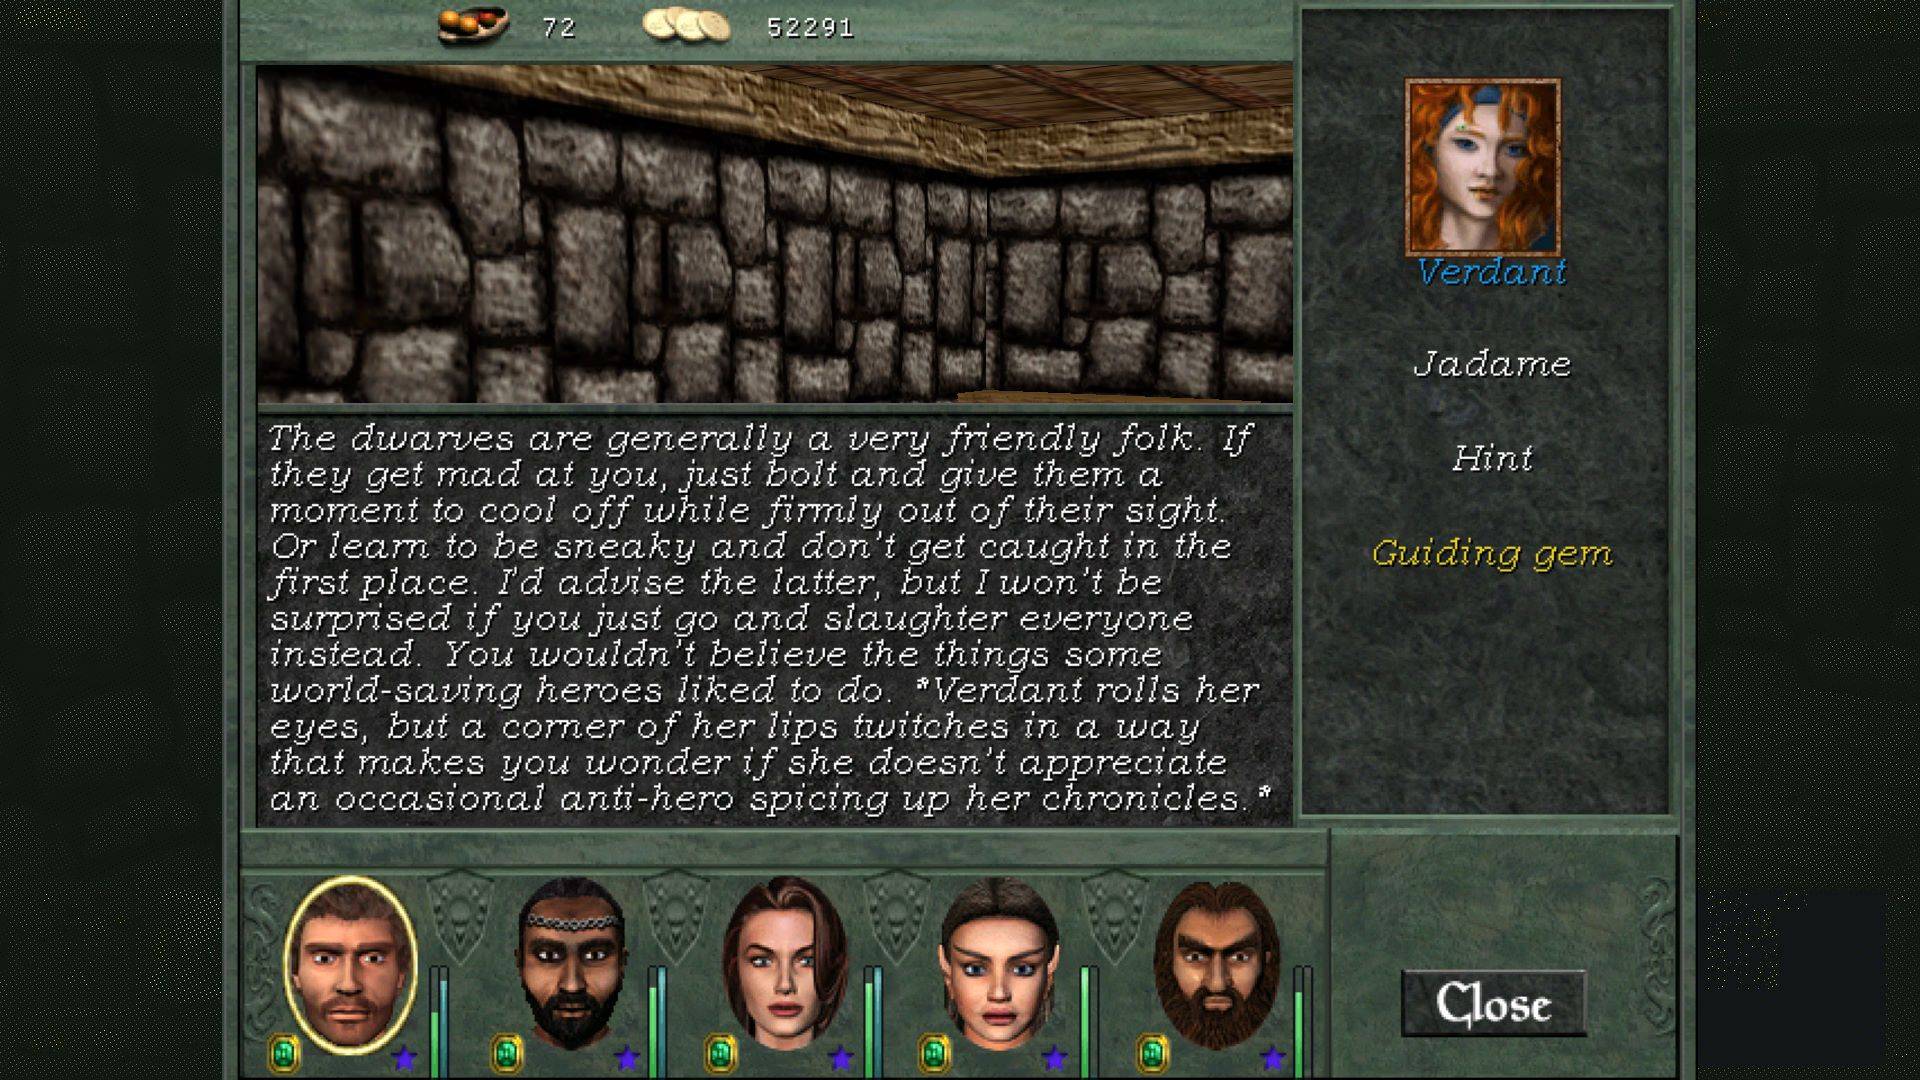 72
52291
Verdant
Jadame
Hint
Guiding gem
The dwarves are generally a very friendly folk. If
they get mad at you, just bolt and give them a
moment to cool off while firmly out of their sight.
Or learn to be sneaky and don't get caught in the
first place. I'd advise the latter, but I won't be
surprised if you just go and slaughter everyone
instead. You wouldn't believe the things some
world-saving heroes liked to do. *Verdant rolls her
eyes, but a corner of her lips twitches in a way
that makes you wonder if she doesn't appreciate
an occasional anti-hero spicing up her chronicles.*
Close